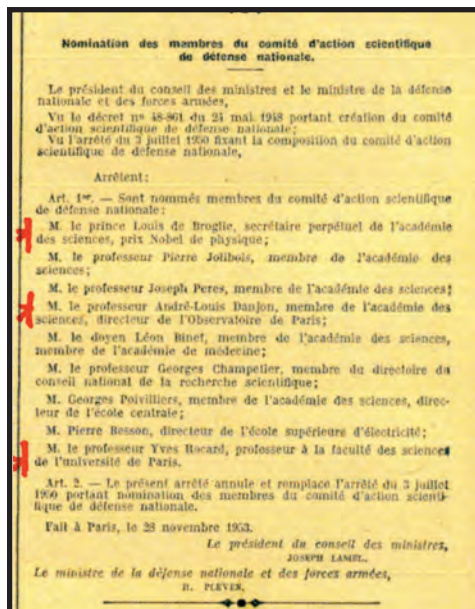 Nomination des membres du comité d'action scientifique
de défense nationale.
Le président du conseil des ministres et le ministre de la défense
nationale et des forces armées,
Vu le décret nº 48-861 du 24 mai 1948 portant création du comité
d'action scientifique de défense nationale;
Vu l'arrêté du 3 juillet 1950 fixant la composition du comité d'action
scientifique de défense nationale,
Arrêtent:
Art. 1er. — Sont nommés membres du comité d'action scientifique
de défense nationale:
M. le prince Louis de Broglie, secrétaire perpétuel de l'académie
des sciences, prix Nobel de physique;
M. le professeur Pierre Jolibois, membre de l'académie des
sciences;
M. le professeur Joseph Peres, membre de l'académie des sciences;
M. le professeur André-Louis Danjon, membre de l'académie des
sciences, directeur de l'Observatoire de Paris;
M. le doyen Léon Binet, membre de l'académie des sciences,
membre de l'académie de médecine;
M. le professeur Georges Champetier, membre du directoire du
conseil national de la recherche scientifique;
M. Georges Poivilliers, membre de l'académie des sciences, direc-
teur de l'école centrale;
M. Pierre Besson, directeur de l'école supérieure d'électricité;
M. le professeur Yves Rocard, professeur à la faculté des sciences
de l'université de Paris.
Art. 2. — Le présent arrêté annule et remplace l'arrêté du 3 juillet
1950 portant nomination des membres du comité d'action scienti-
fique de défense nationale.
Fait à Paris, le 28 novembre 1953.
Le président du conseil des ministres,
JOSEPH LANIEL.
Le ministre de la défense nationale et des forces armées,
R. PLEVEN.